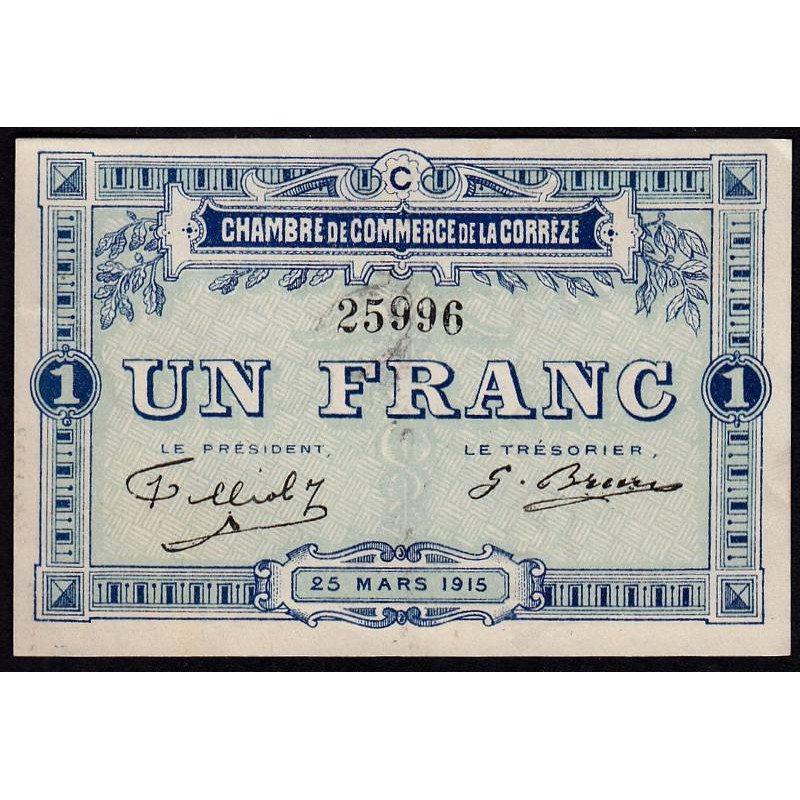 C
CHAMBRE DE COMMERCE DE LA CORRÈZE
25996
1 UN FRANC 1
LE PRÉSIDENT, LE TRÉSORIER,
25 MARS 1915